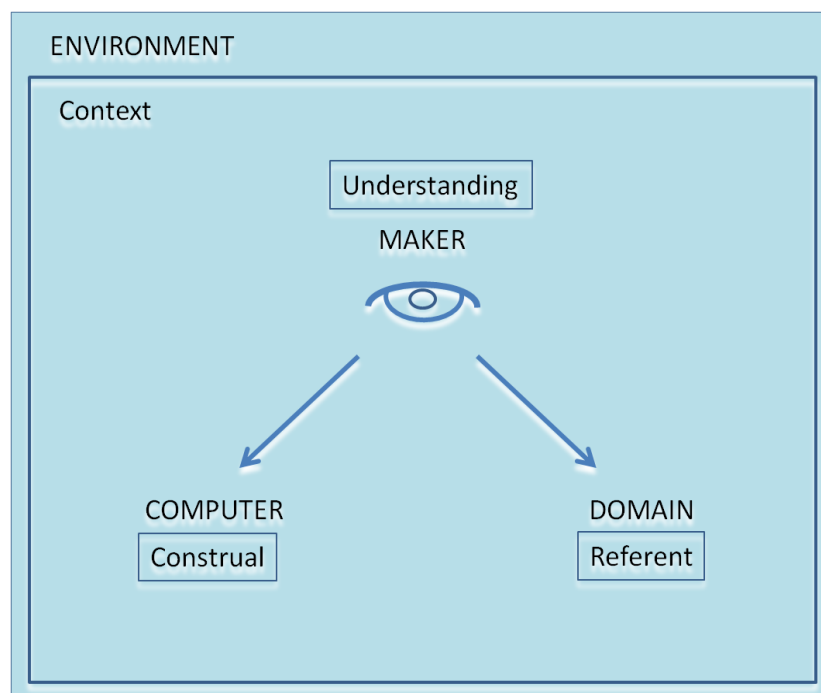 ENVIRONMENT
Context
Understanding
MAKER
COMPUTER
Construal
DOMAIN
Referent